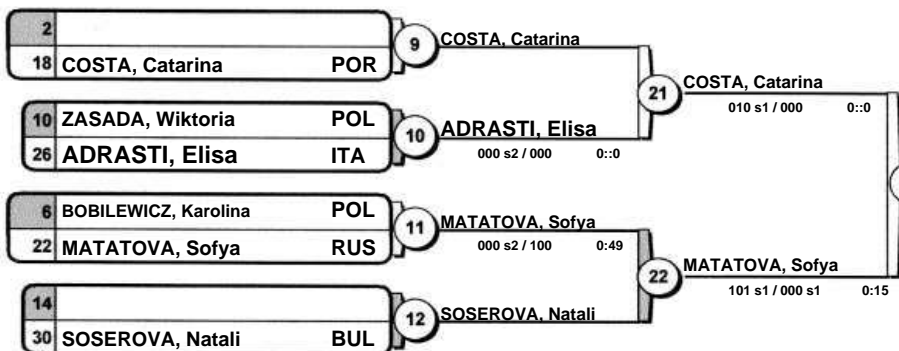 2
9
COSTA, Catarina
18 COSTA, Catarina POR
21
COSTA, Catarina
010 s1 / 000 0::0
10 ZASADA, Wiktoria POL
10
ADRASTI, Elisa
26 ADRASTI, Elisa ITA
000 s2 / 000 0::0
6 BOBILEWICZ, Karolina POL
11
MATATOVA, Sofya
22 MATATOVA, Sofya RUS
000 s2 / 100 0:49
22
MATATOVA, Sofya
101 s1 / 000 s1 0:15
14
12
SOSEROVA, Natali
30 SOSEROVA, Natali BUL